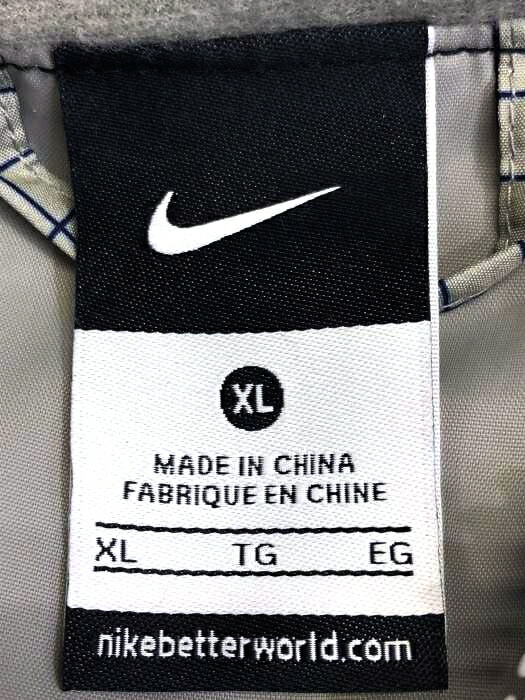 XL
MADE IN CHINA
FABRIQUE EN CHINE
XL TG EG
nikebetterworld.com